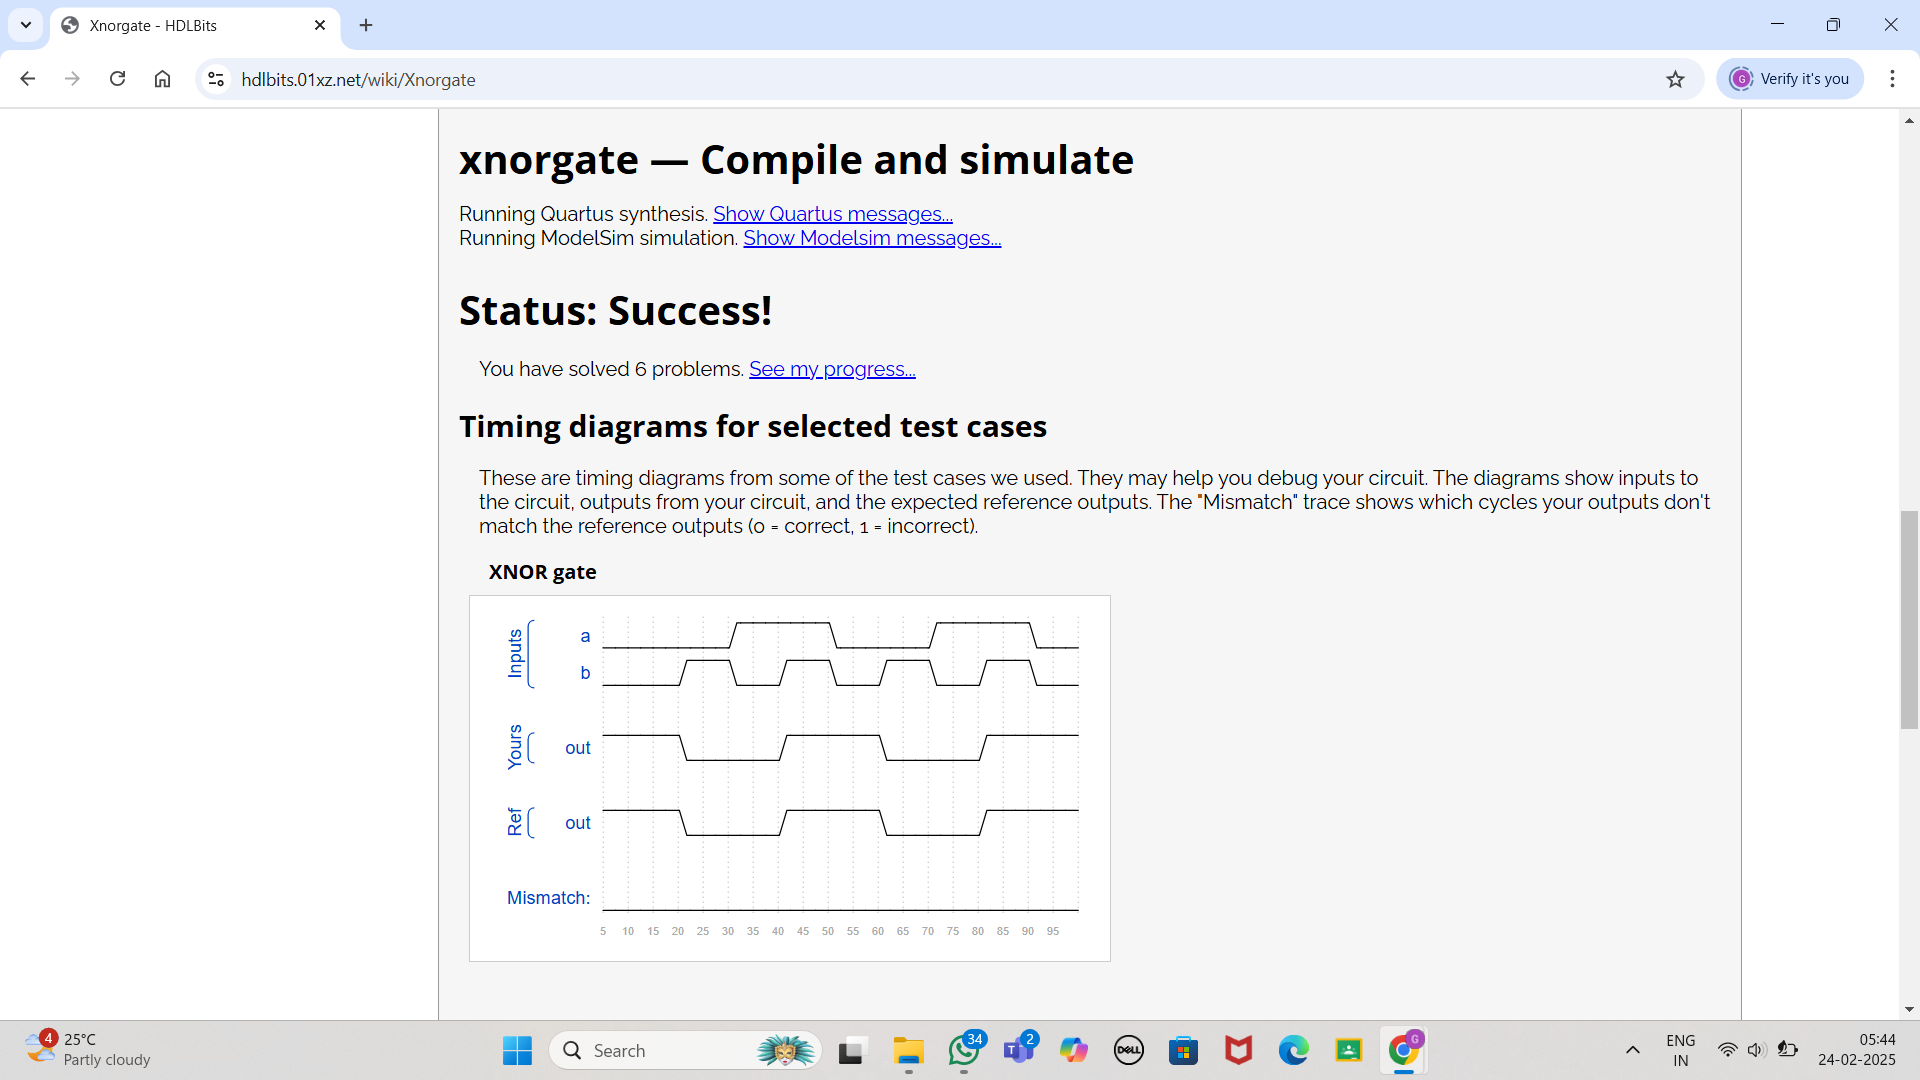 Xnorgate - HDLBits
hdlbits.01xz.net/wiki/Xnorgate
G
Verify it's you
xnorgate — Compile and simulate
Running Quartus synthesis. Show Quartus messages...
Running ModelSim simulation. Show Modelsim messages...
Status: Success!
You have solved 6 problems. See my progress...
Timing diagrams for selected test cases
These are timing diagrams from some of the test cases we used. They may help you debug your circuit. The diagrams show inputs to
the circuit, outputs from your circuit, and the expected reference outputs. The "Mismatch" trace shows which cycles your outputs don't
match the reference outputs (0 = correct, 1 = incorrect).
XNOR gate
Inputs
a
b
Yours
out
Ref
out
Mismatch:
5 10 15 20 25 30 35 40 45 50 55 60 65 70 75 80 85 90 95
4
25°C
Partly cloudy
Search
34
T
2
DELL
G
ENG
IN
05:44
24-02-2025